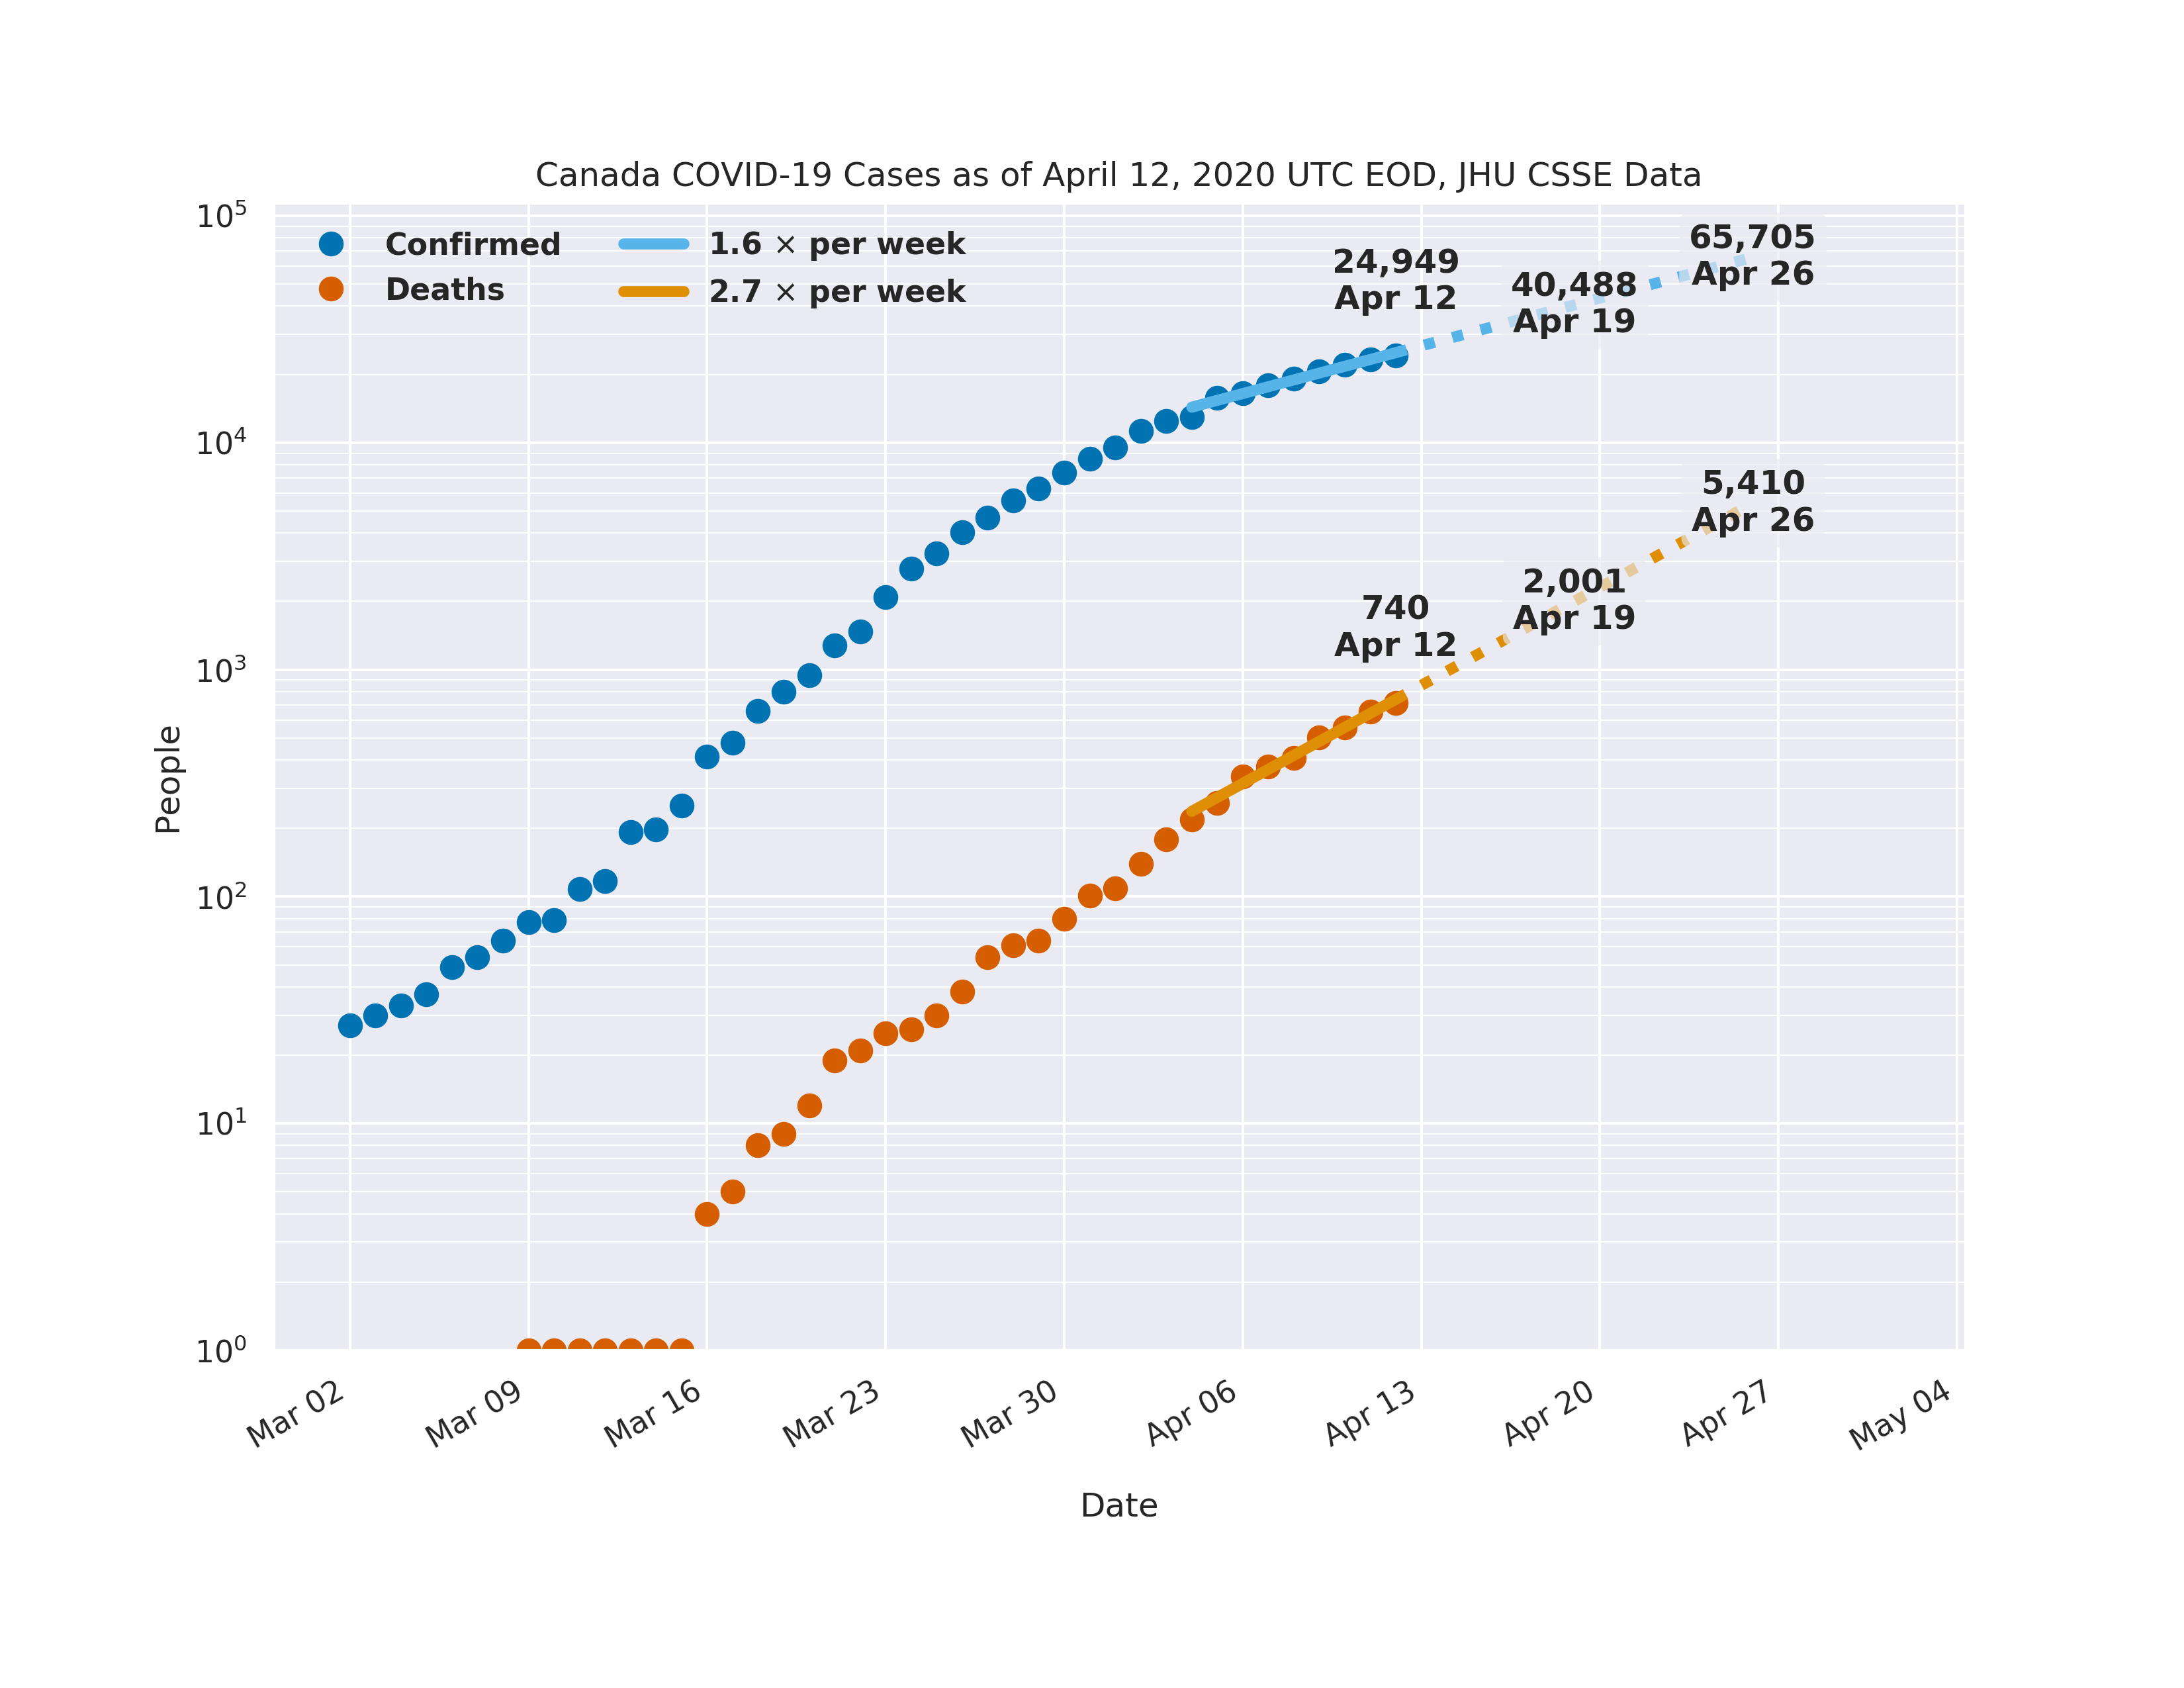 Canada COVID-19 Cases as of April 12, 2020 UTC EOD, JHU CSSE Data
Confirmed
Deaths
1.6 × per week
2.7 × per week
24,949
Apr 12
40,488
Apr 19
65,705
Apr 26
740
Apr 12
2,001
Apr 19
5,410
Apr 26
People
10⁵
10⁴
10³
10²
10¹
10⁰
Mar 02
Mar 09
Mar 16
Mar 23
Mar 30
Apr 06
Apr 13
Apr 20
Apr 27
May 04
Date